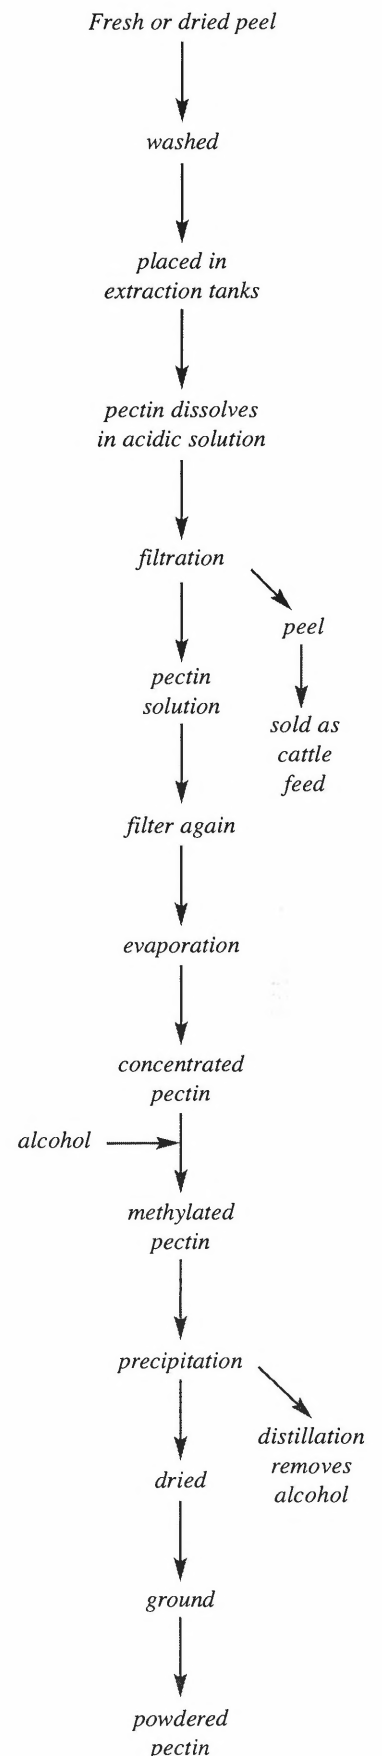 Fresh or dried peel
washed
placed in
extraction tanks
pectin dissolves
in acidic solution
filtration
peel
pectin
solution
sold as
cattle
feed
filter again
evaporation
concentrated
pectin
alcohol
methylated
pectin
precipitation
distillation
removes
alcohol
dried
ground
powdered
pectin